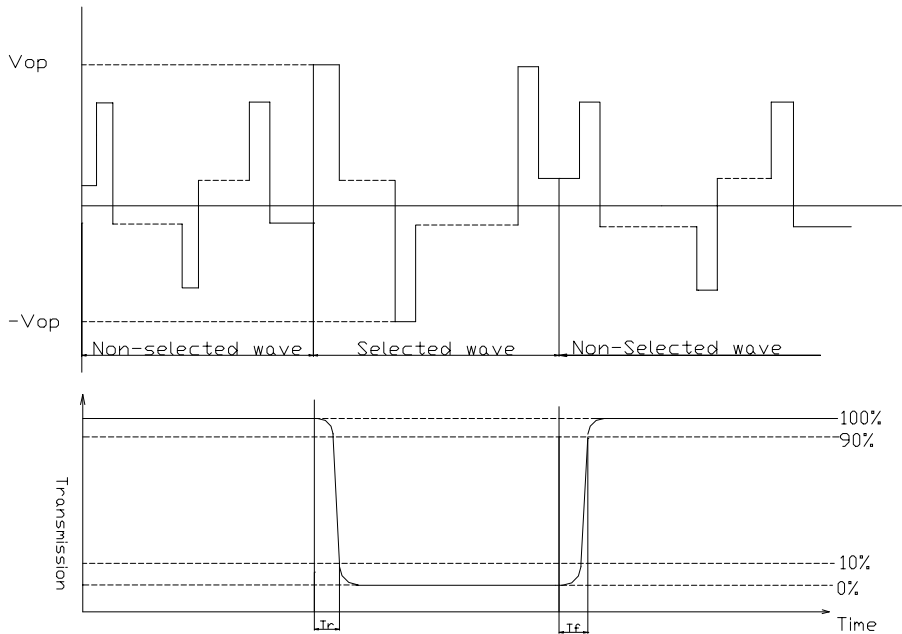 Vop
-Vop
Non-selected wave
Selected wave
Non-Selected wave
100%
90%
Transmission
10%
0%
Tr
Tf
Time